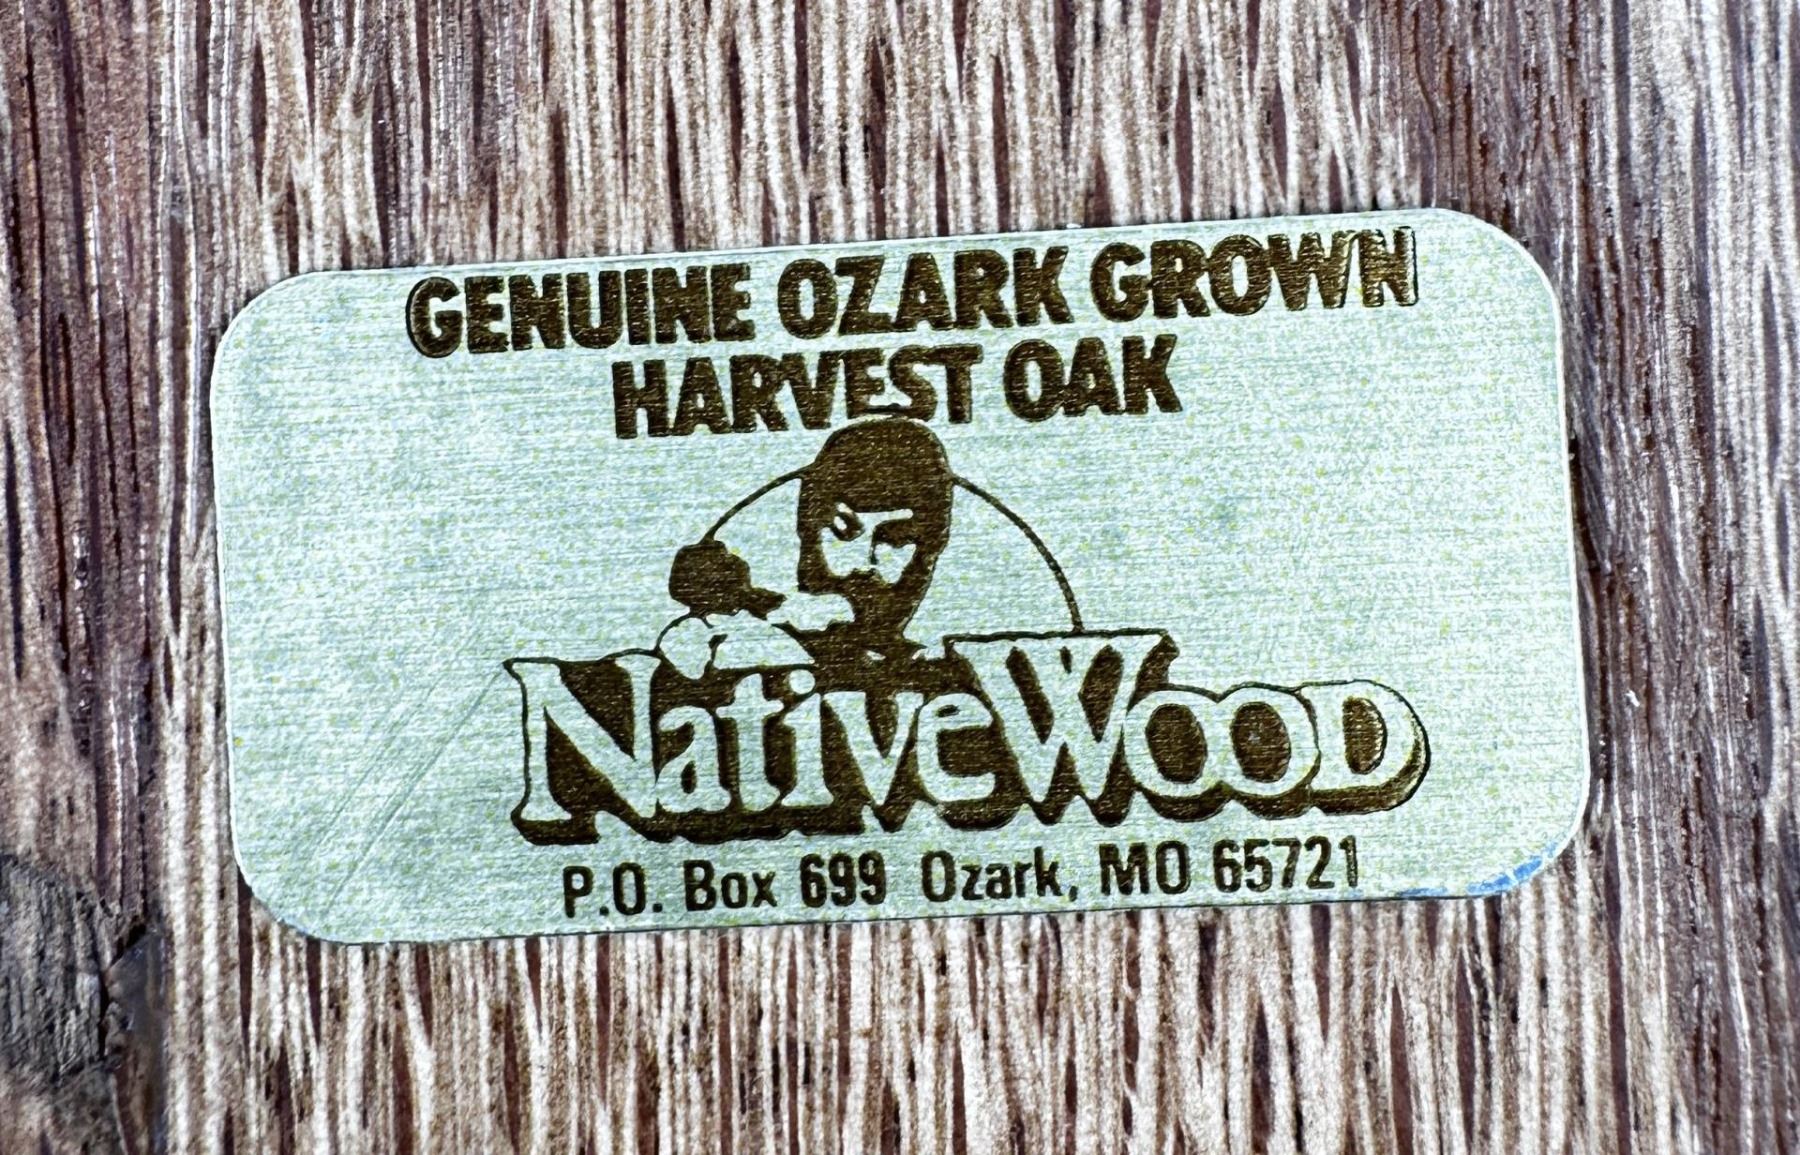 GENUINE OZARK GROWN
HARVEST OAK
NativeWOOD
P.O. Box 699 Ozark, MO 65721